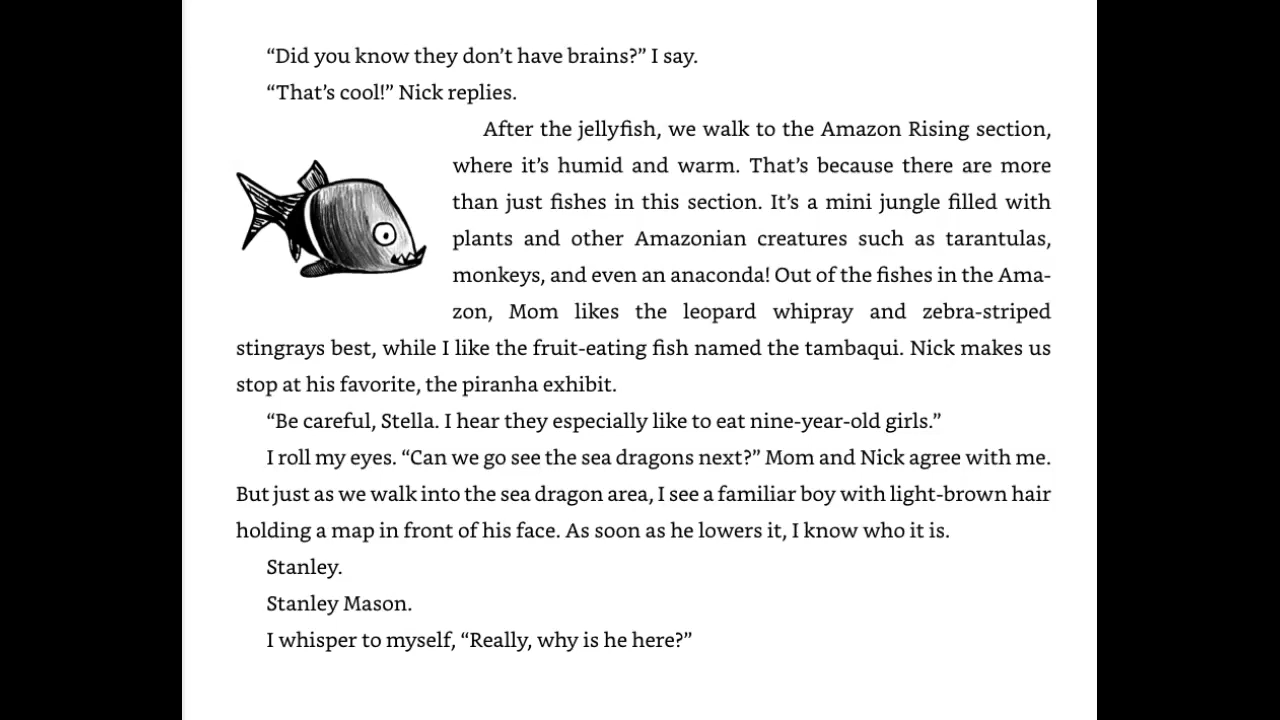 “Did you know they don’t have brains?” I say.
“That’s cool!” Nick replies.
After the jellyfish, we walk to the Amazon Rising section,
where it’s humid and warm. That’s because there are more
than just fishes in this section. It’s a mini jungle filled with
plants and other Amazonian creatures such as tarantulas,
monkeys, and even an anaconda! Out of the fishes in the Ama-
zon, Mom likes the leopard whipray and zebra-striped
stingrays best, while I like the fruit-eating fish named the tambaqui. Nick makes us
stop at his favorite, the piranha exhibit.
“Be careful, Stella. I hear they especially like to eat nine-year-old girls.”
I roll my eyes. “Can we go see the sea dragons next?” Mom and Nick agree with me.
But just as we walk into the sea dragon area, I see a familiar boy with light-brown hair
holding a map in front of his face. As soon as he lowers it, I know who it is.
Stanley.
Stanley Mason.
I whisper to myself, “Really, why is he here?”